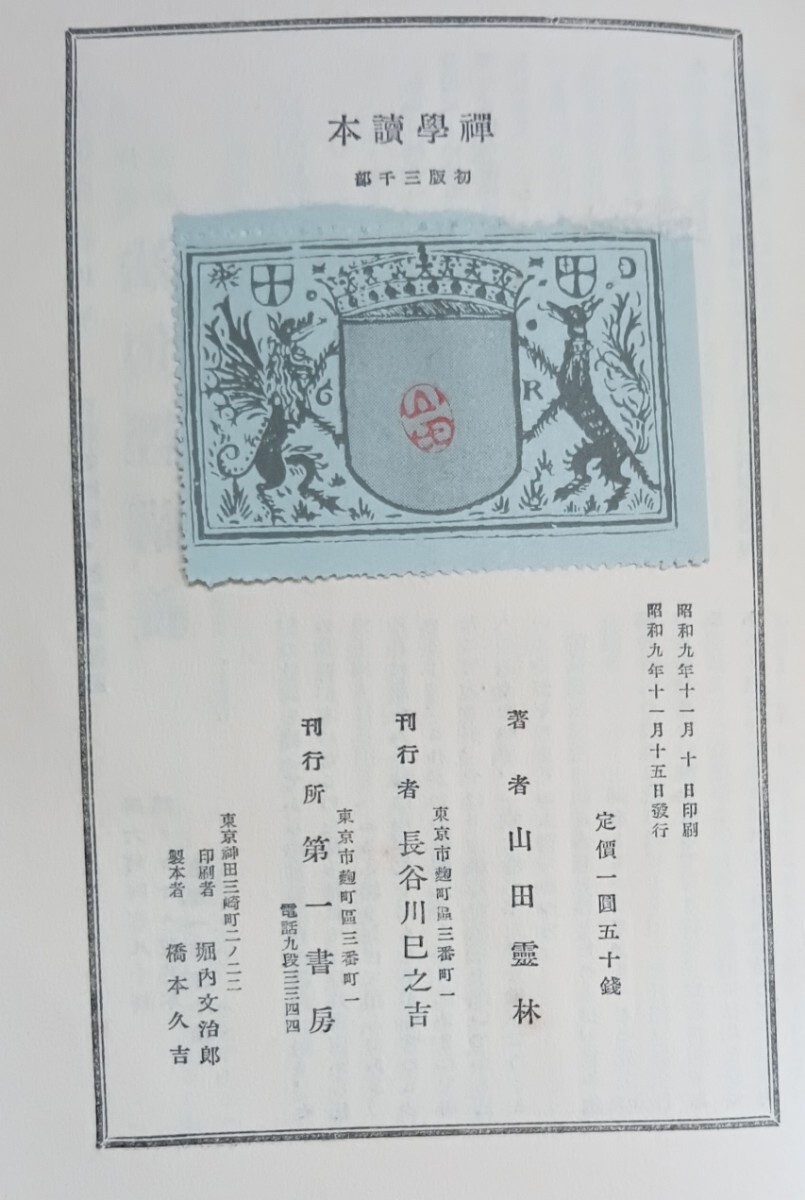 禪學讀本
初版三千部
G
R
昭和九年十一月十日印刷
昭和九年十一月十五日發行
定價一圓五十錢
著者山田靈林
東京市麴町區三番町一
刊行者長谷川巳之吉
東京市麴町區三番町一
刊行所第一書房
電話九段三三四四
東京神田三崎町二ノ二二
印刷者堀内文治郎
製本者橋本久吉